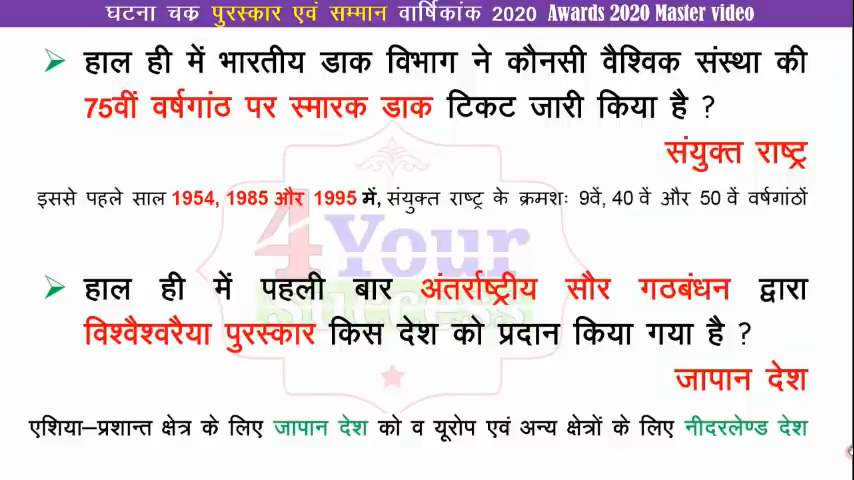 घटना चक्र पुरस्कार एवं सम्मान वार्षिकांक 2020 Awards 2020 Master video
हाल ही में भारतीय डाक विभाग ने कौनसी वैश्विक संस्था की
75वीं वर्षगांठ पर स्मारक डाक टिकट जारी किया है ?
संयुक्त राष्ट्र
इससे पहले साल 1954, 1985 और 1995 में, संयुक्त राष्ट्र के क्रमशः 9वें, 40 वें और 50 वें वर्षगांठों
4Your
Success
हाल ही में पहली बार अंतर्राष्ट्रीय सौर गठबंधन द्वारा
विश्वैश्वरैया पुरस्कार किस देश को प्रदान किया गया है ?
जापान देश
एशिया–प्रशान्त क्षेत्र के लिए जापान देश को व यूरोप एवं अन्य क्षेत्रों के लिए नीदरलेण्ड देश